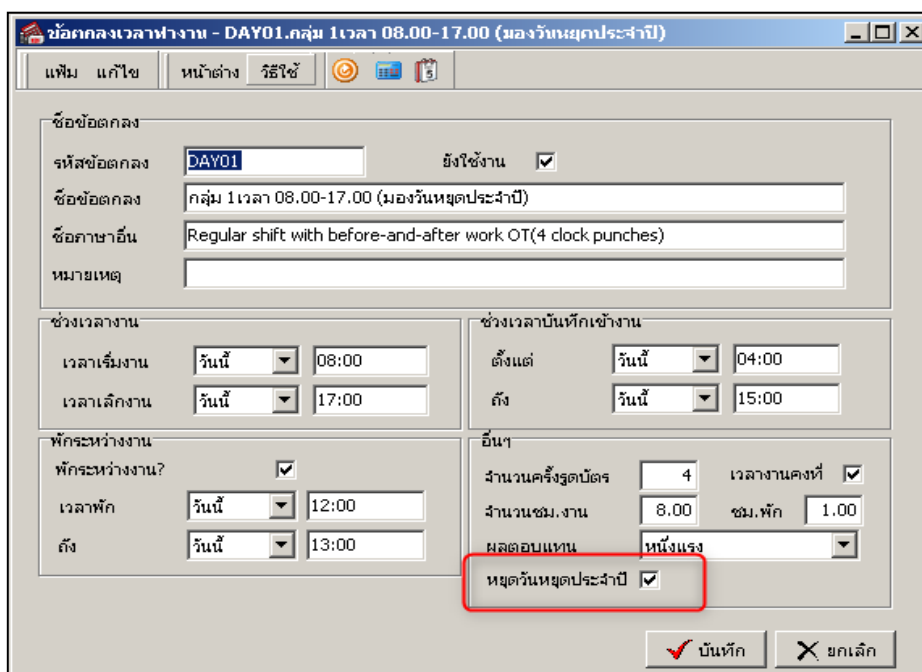 ข้อตกลงเวลาทำงาน - DAY01.กลุ่ม 1เวลา 08.00-17.00 (มองวันหยุดประจำปี)
แฟ้ม แก้ไข หน้าต่าง วิธีใช้ 5
ชื่อข้อตกลง
รหัสข้อตกลง DAY01 ยังใช้งาน
ชื่อข้อตกลง กลุ่ม 1เวลา 08.00-17.00 (มองวันหยุดประจำปี)
ชื่อภาษาอื่น Regular shift with before-and-after work OT(4 clock punches)
หมายเหตุ
ช่วงเวลางาน
เวลาเริ่มงาน วันนี้ 08:00
เวลาเลิกงาน วันนี้ 17:00
ช่วงเวลาบันทึกเข้างาน
ตั้งแต่ วันนี้ 04:00
ถึง วันนี้ 15:00
พักระหว่างงาน
พักระหว่างงาน?
เวลาพัก วันนี้ 12:00
ถึง วันนี้ 13:00
อื่นๆ
จำนวนครั้งรูดบัตร 4 เวลางานคงที่
จำนวนชม.งาน 8.00 ชม.พัก 1.00
ผลตอบแทน หนึ่งแรง
หยุดวันหยุดประจำปี
บันทึก ยกเลิก